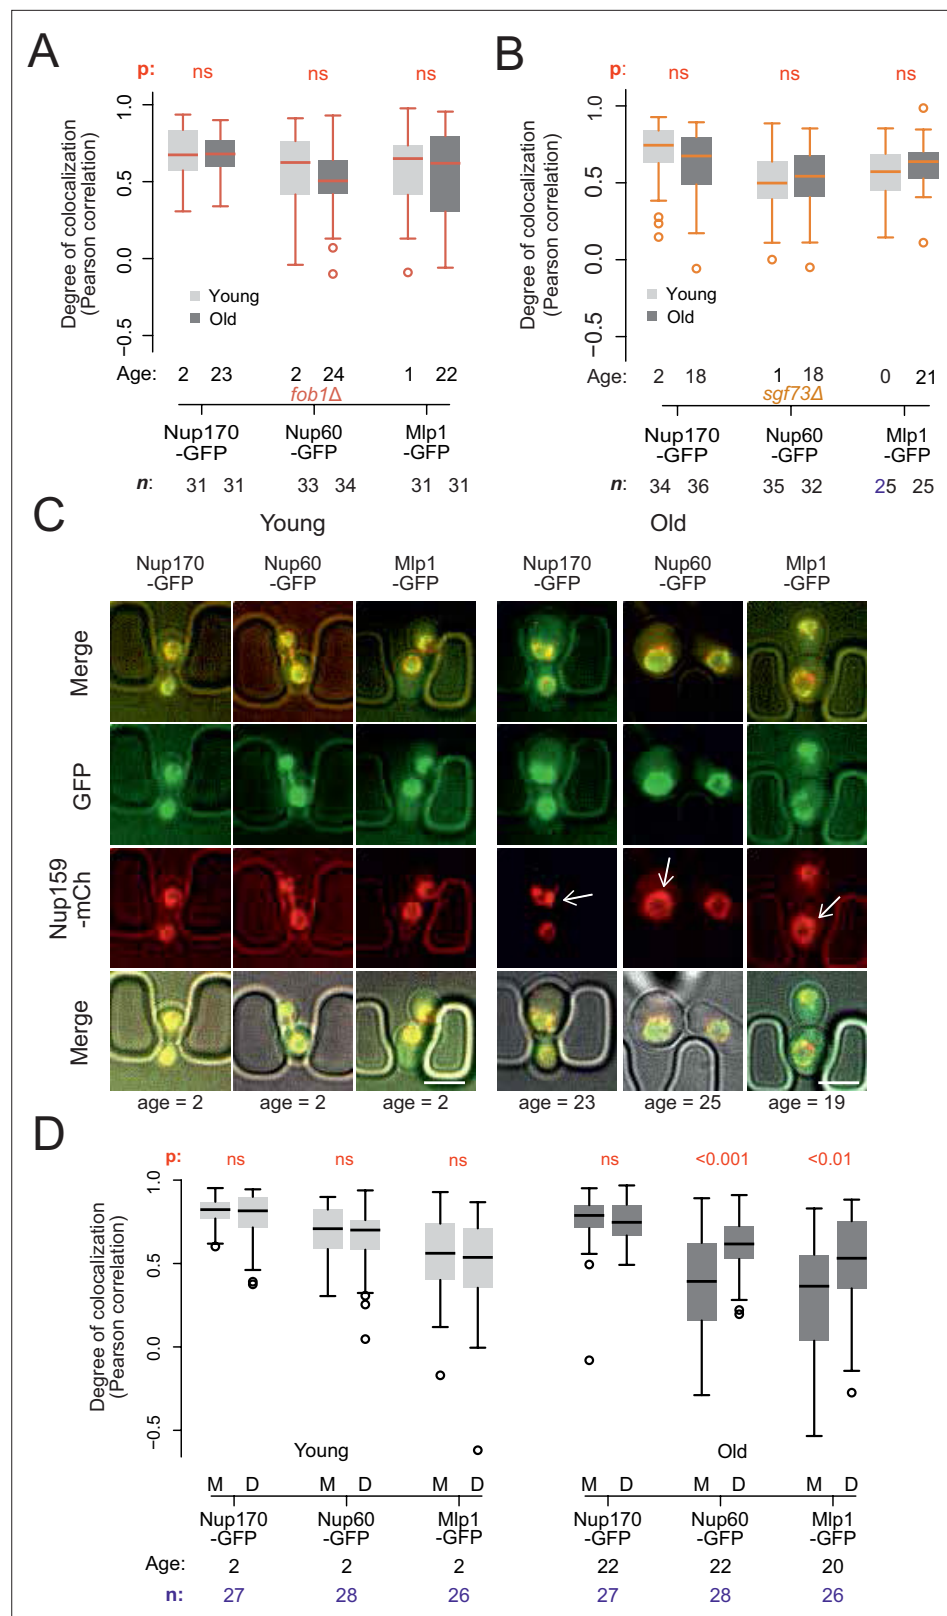 A
p: ns ns ns
Degree of colocalization
(Pearson correlation)
1.0
0.5
0.0
−0.5
Young
Old
Age: 2 23 2 24 1 22
fob1Δ
Nup170
-GFP
Nup60
-GFP
Mlp1
-GFP
n: 31 31 33 34 31 31
B
p: ns ns ns
Degree of colocalization
(Pearson correlation)
1.0
0.5
0.0
−0.5
Young
Old
Age: 2 18 1 18 0 21
sgf73Δ
Nup170
-GFP
Nup60
-GFP
Mlp1
-GFP
n: 34 36 35 32 25 25
C
Young Old
Nup170
-GFP
Nup60
-GFP
Mlp1
-GFP
Nup170
-GFP
Nup60
-GFP
Mlp1
-GFP
Merge
GFP
Nup159
-mCh
Merge
age = 2 age = 2 age = 2 age = 23 age = 25 age = 19
D
p: ns ns ns ns <0.001 <0.01
Degree of colocalization
(Pearson correlation)
1.0
0.5
0.0
−0.5
Young Old
M D M D M D M D M D M D
Nup170
-GFP
Nup60
-GFP
Mlp1
-GFP
Nup170
-GFP
Nup60
-GFP
Mlp1
-GFP
Age: 2 2 2 22 22 20
n: 27 28 26 27 28 26